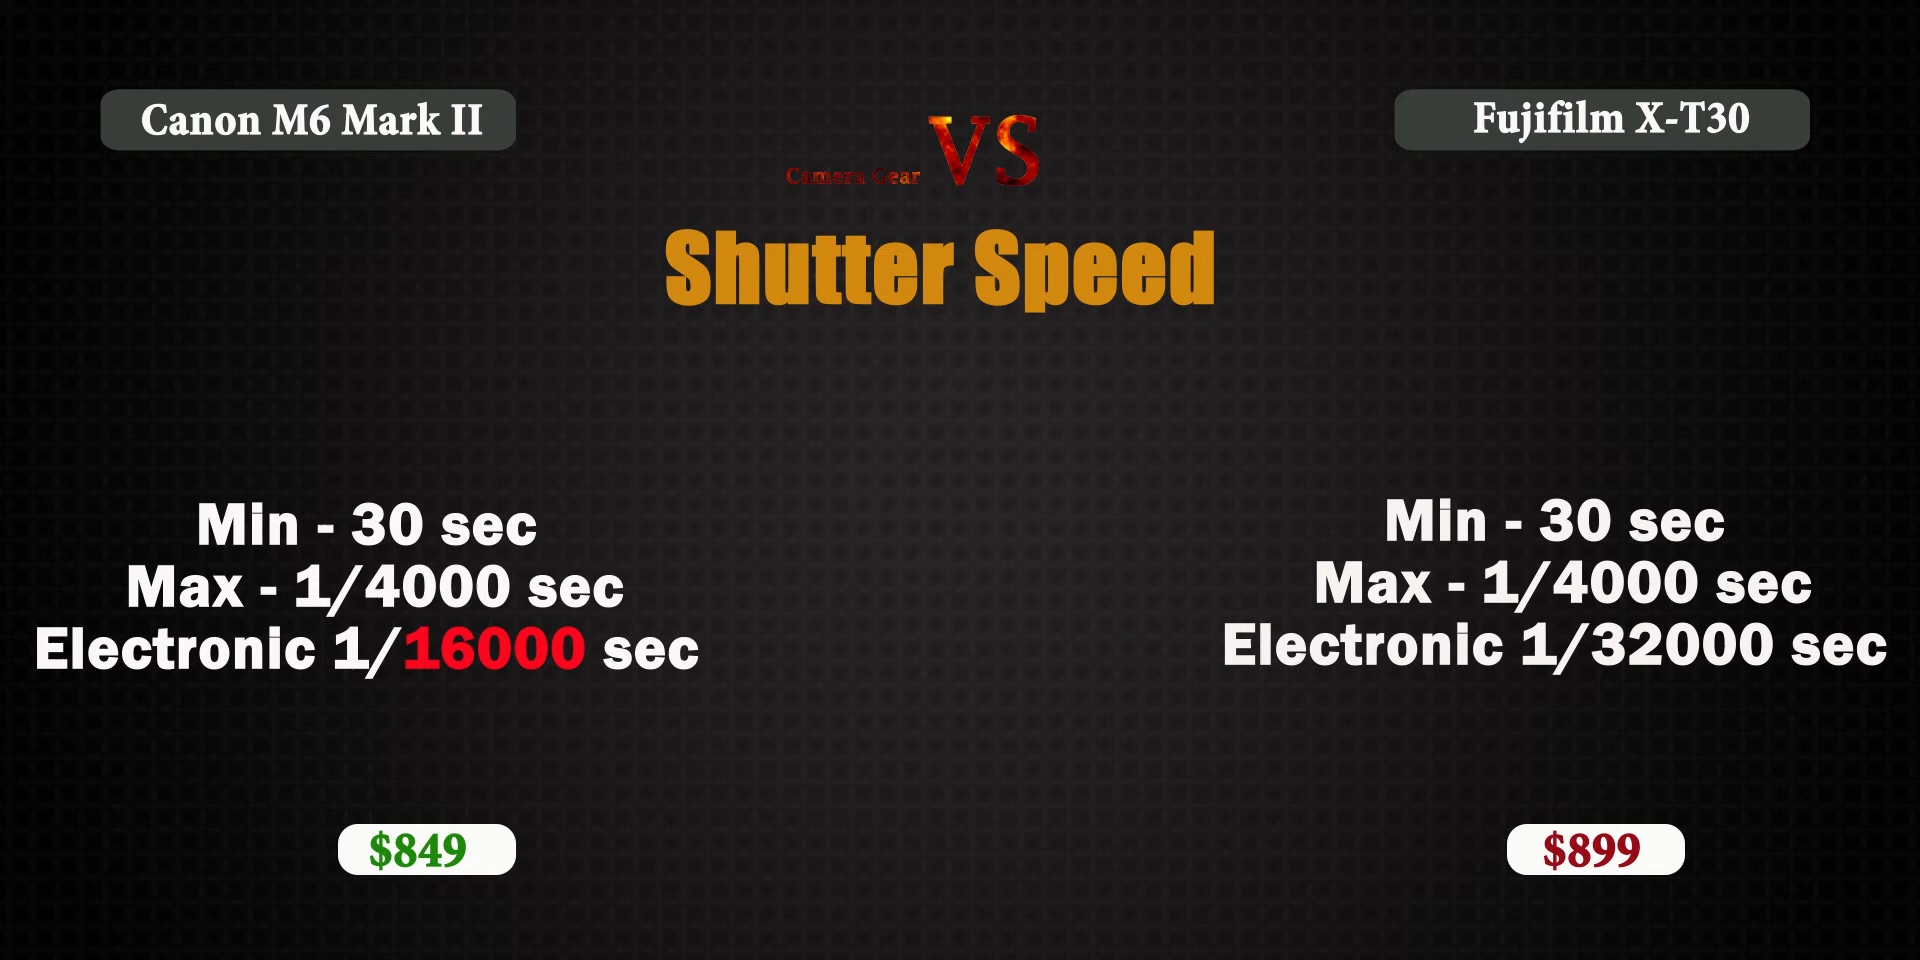 Canon M6 Mark II
Camera Gear VS
Fujifilm X-T30
Shutter Speed
Min - 30 sec
Max - 1/4000 sec
Electronic 1/16000 sec
Min - 30 sec
Max - 1/4000 sec
Electronic 1/32000 sec
$849
$899